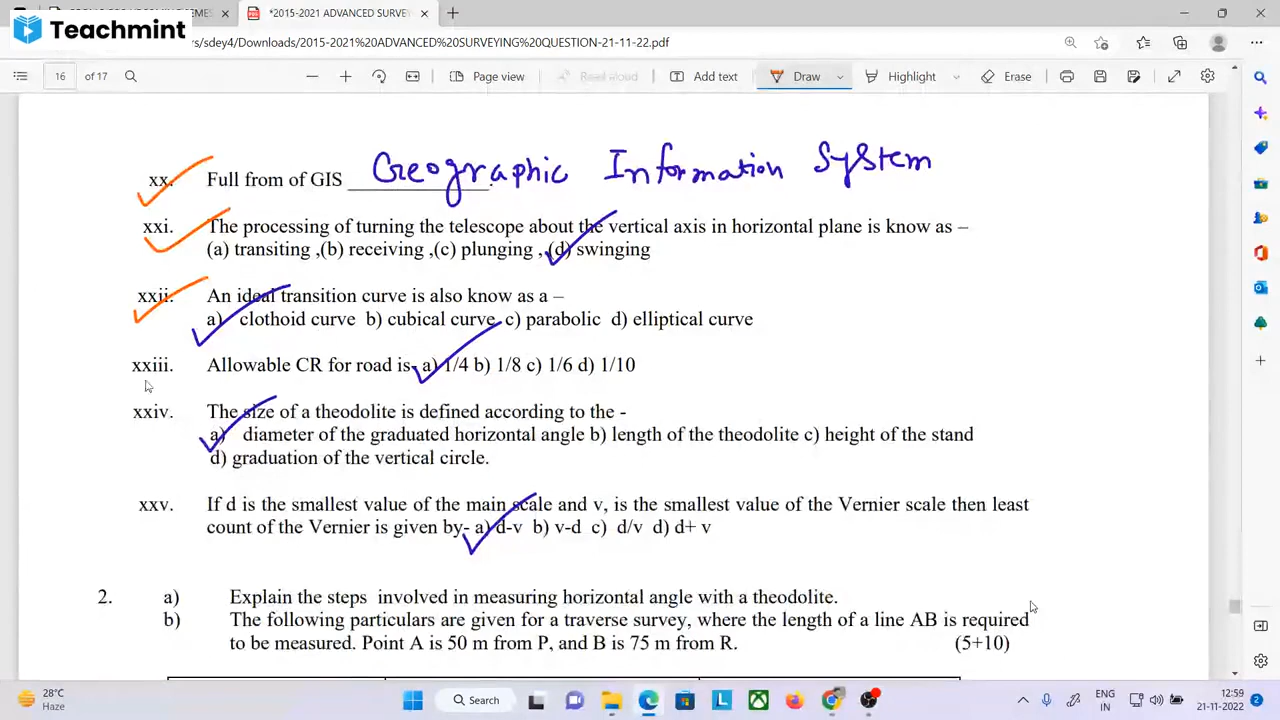 *2015-2021 ADVANCED SURVEY
Teachmint
rs/sdey4/Downloads/2015-2021%20ADVANCED%20SURVEYING%20QUESTION-21-11-22.pdf
16 of 17
Page view
Read aloud
Add text
Draw
Highlight
Erase
xx. Full from of GIS ____________. Geographic Information System
xxi. The processing of turning the telescope about the vertical axis in horizontal plane is know as –
(a) transiting ,(b) receiving ,(c) plunging , (d) swinging
xxii. An ideal transition curve is also know as a –
a) clothoid curve b) cubical curve c) parabolic d) elliptical curve
xxiii. Allowable CR for road is- a) 1/4 b) 1/8 c) 1/6 d) 1/10
xxiv. The size of a theodolite is defined according to the -
a) diameter of the graduated horizontal angle b) length of the theodolite c) height of the stand
d) graduation of the vertical circle.
xxv. If d is the smallest value of the main scale and v, is the smallest value of the Vernier scale then least
count of the Vernier is given by- a) d-v b) v-d c) d/v d) d+ v
2. a) Explain the steps involved in measuring horizontal angle with a theodolite.
b) The following particulars are given for a traverse survey, where the length of a line AB is required
to be measured. Point A is 50 m from P, and B is 75 m from R. (5+10)
28°C
Haze
Search
ENG
IN
12:59
21-11-2022
2